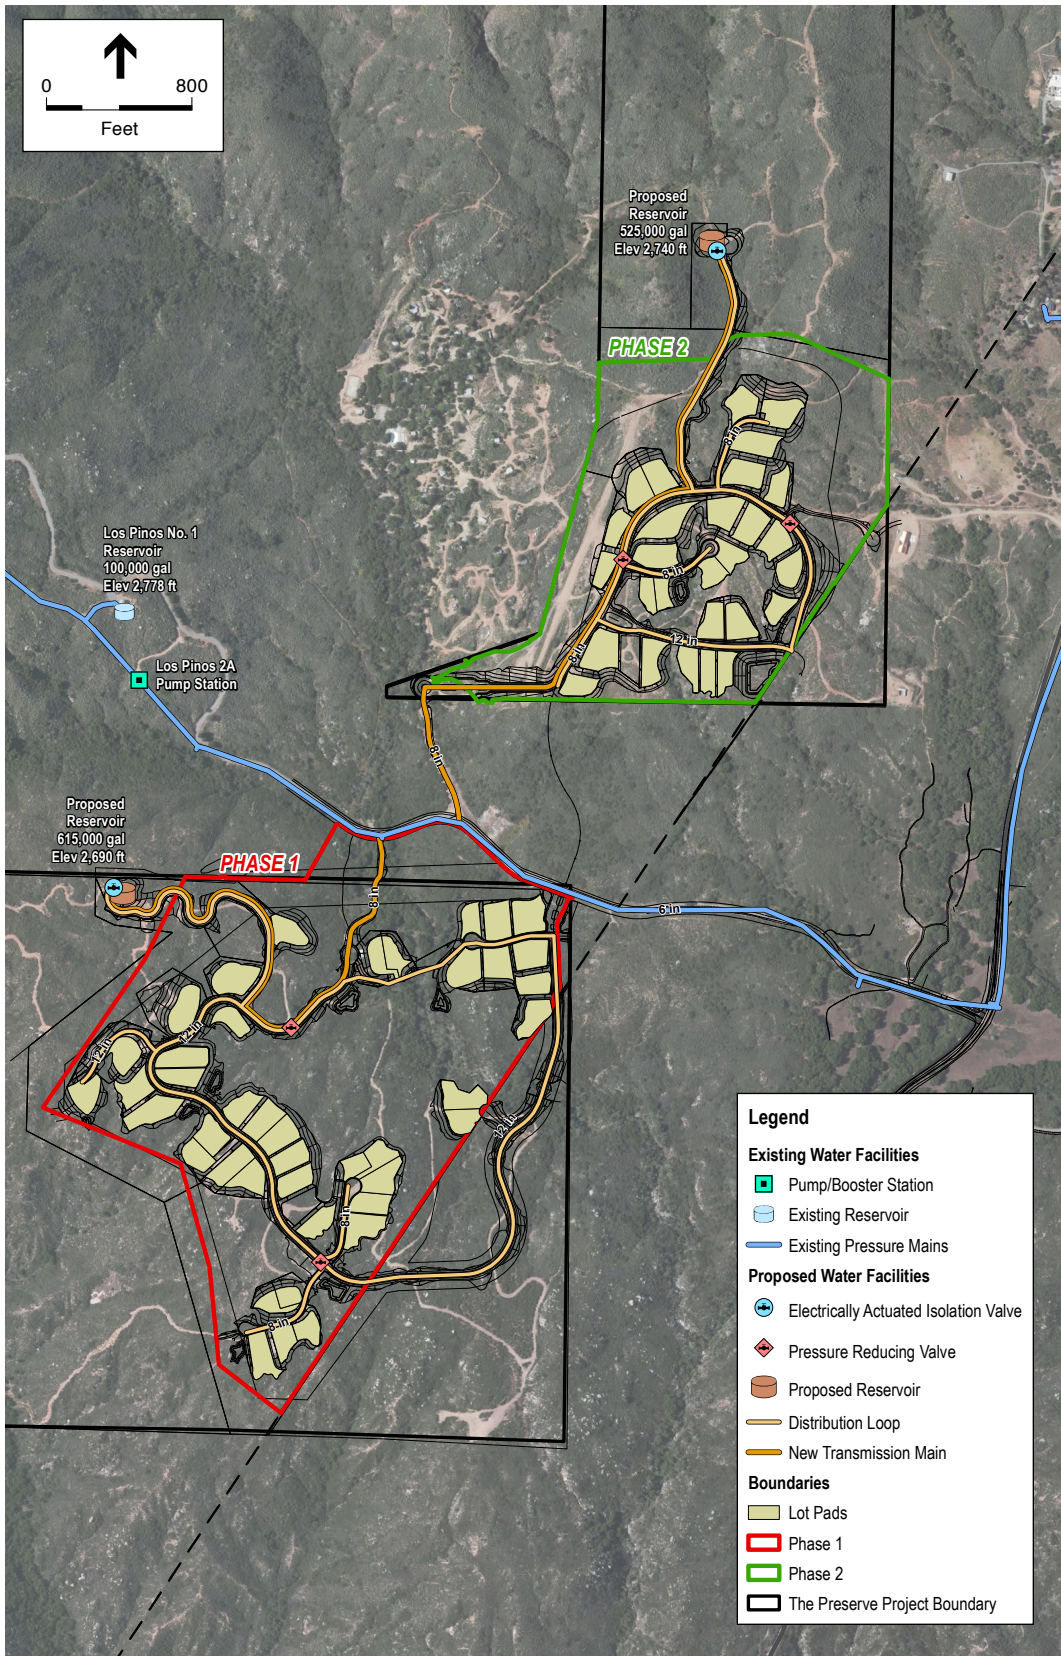 0 800
Feet
Proposed
Reservoir
525,000 gal
Elev 2,740 ft
PHASE 2
8 in
8 in
12 in
8 in
Los Pinos No. 1
Reservoir
100,000 gal
Elev 2,778 ft
Los Pinos 2A
Pump Station
8 in
Proposed
Reservoir
615,000 gal
Elev 2,690 ft
PHASE 1
8 in
6 in
12 in
12 in
12 in
8 in
8 in
Legend
Existing Water Facilities
Pump/Booster Station
Existing Reservoir
Existing Pressure Mains
Proposed Water Facilities
Electrically Actuated Isolation Valve
Pressure Reducing Valve
Proposed Reservoir
Distribution Loop
New Transmission Main
Boundaries
Lot Pads
Phase 1
Phase 2
The Preserve Project Boundary